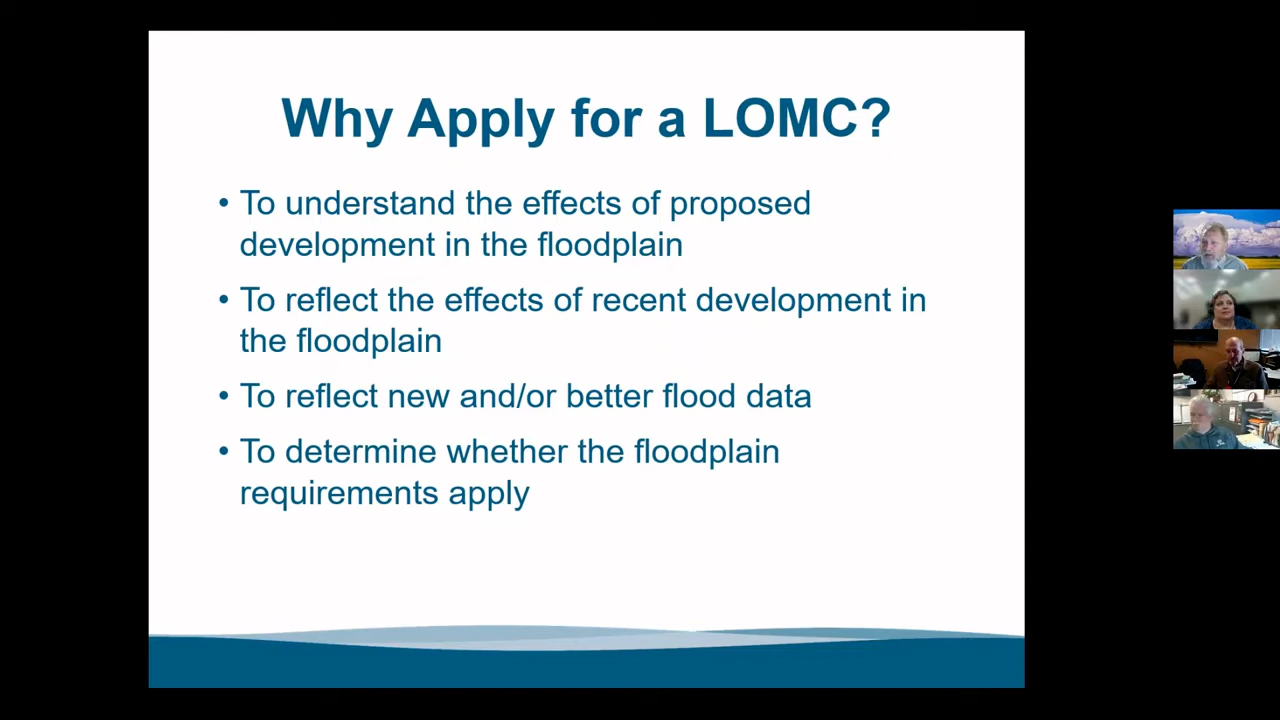 Why Apply for a LOMC?
• To understand the effects of proposed
development in the floodplain
• To reflect the effects of recent development in
the floodplain
• To reflect new and/or better flood data
• To determine whether the floodplain
requirements apply